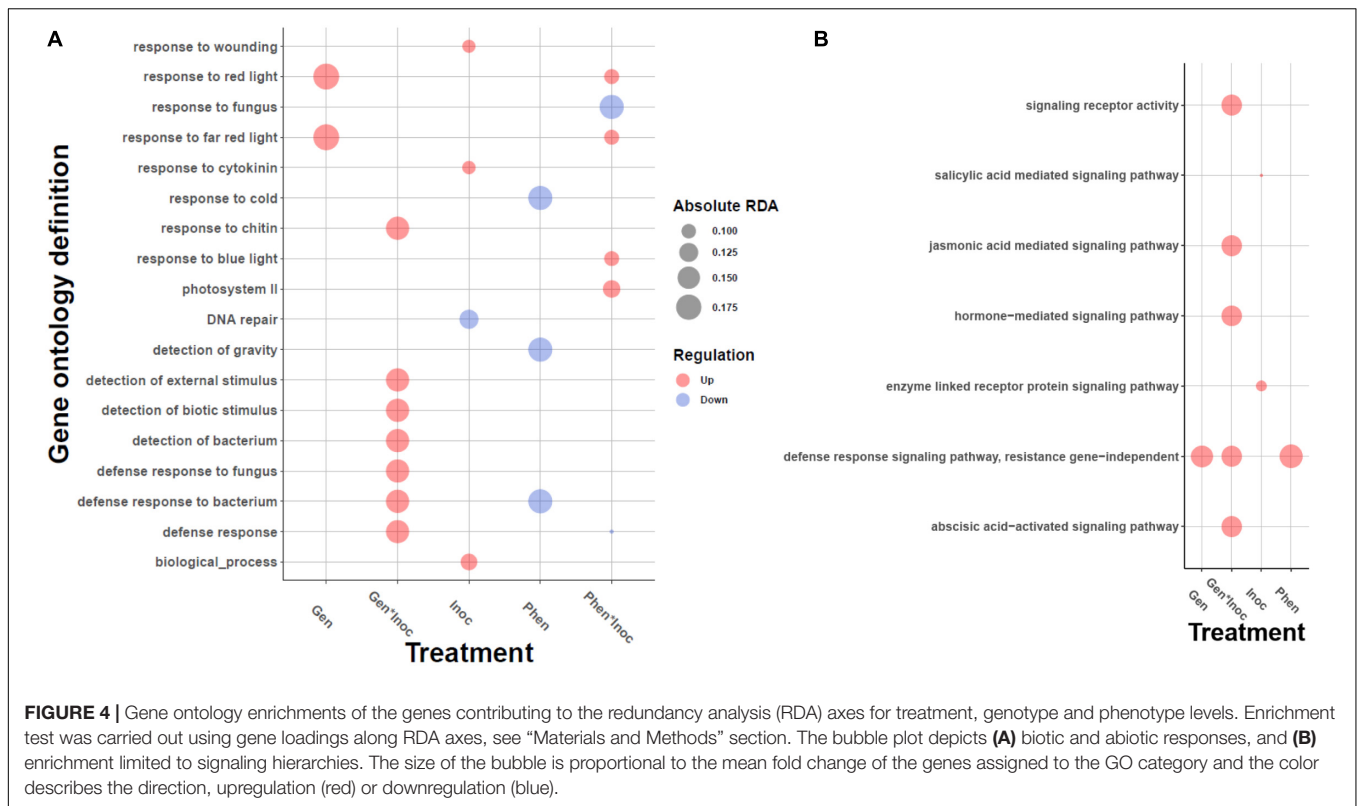 A
Gene ontology definition
response to wounding
response to red light
response to fungus
response to far red light
response to cytokinin
response to cold
response to chitin
response to blue light
photosystem II
DNA repair
detection of gravity
detection of external stimulus
detection of biotic stimulus
detection of bacterium
defense response to fungus
defense response to bacterium
defense response
biological_process
Gen
Gen*Inoc
Inoc
Phen
Phen*Inoc
Treatment
Absolute RDA
0.100
0.125
0.150
0.175
Regulation
Up
Down
B
signaling receptor activity
salicylic acid mediated signaling pathway
jasmonic acid mediated signaling pathway
hormone−mediated signaling pathway
enzyme linked receptor protein signaling pathway
defense response signaling pathway, resistance gene−independent
abscisic acid−activated signaling pathway
Gen
Gen*Inoc
Inoc
Phen
Treatment
FIGURE 4 | Gene ontology enrichments of the genes contributing to the redundancy analysis (RDA) axes for treatment, genotype and phenotype levels. Enrichment
test was carried out using gene loadings along RDA axes, see “Materials and Methods” section. The bubble plot depicts (A) biotic and abiotic responses, and (B)
enrichment limited to signaling hierarchies. The size of the bubble is proportional to the mean fold change of the genes assigned to the GO category and the color
describes the direction, upregulation (red) or downregulation (blue).